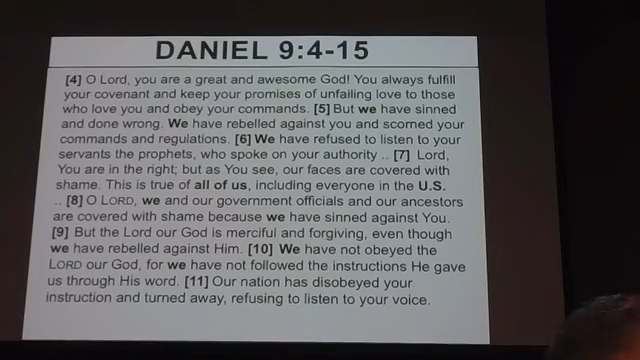 DANIEL 9:4-15
[4] O Lord, you are a great and awesome God! You always fulfill
your covenant and keep your promises of unfailing love to those
who love you and obey your commands. [5] But we have sinned
and done wrong. We have rebelled against you and scorned your
commands and regulations. [6] We have refused to listen to your
servants the prophets, who spoke on your authority .. [7] Lord,
You are in the right; but as You see, our faces are covered with
shame. This is true of all of us, including everyone in the U.S.
.. [8] O LORD, we and our government officials and our ancestors
are covered with shame because we have sinned against You.
[9] But the Lord our God is merciful and forgiving, even though
we have rebelled against Him. [10] We have not obeyed the
LORD our God, for we have not followed the instructions He gave
us through His word. [11] Our nation has disobeyed your
instruction and turned away, refusing to listen to your voice.